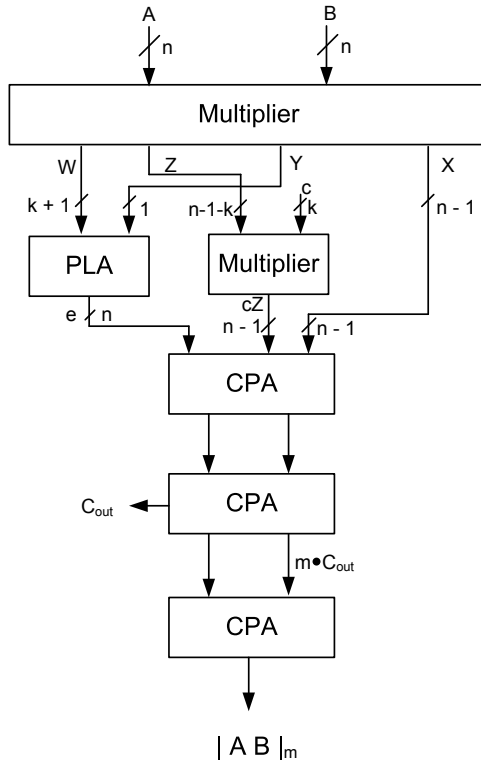 A B
n n
Multiplier
W Z Y X
c
k + 1 1 n-1-k k n - 1
PLA Multiplier
e n cZ
n - 1 n - 1
CPA
CPA
Cout
m•Cout
CPA
| A B |m